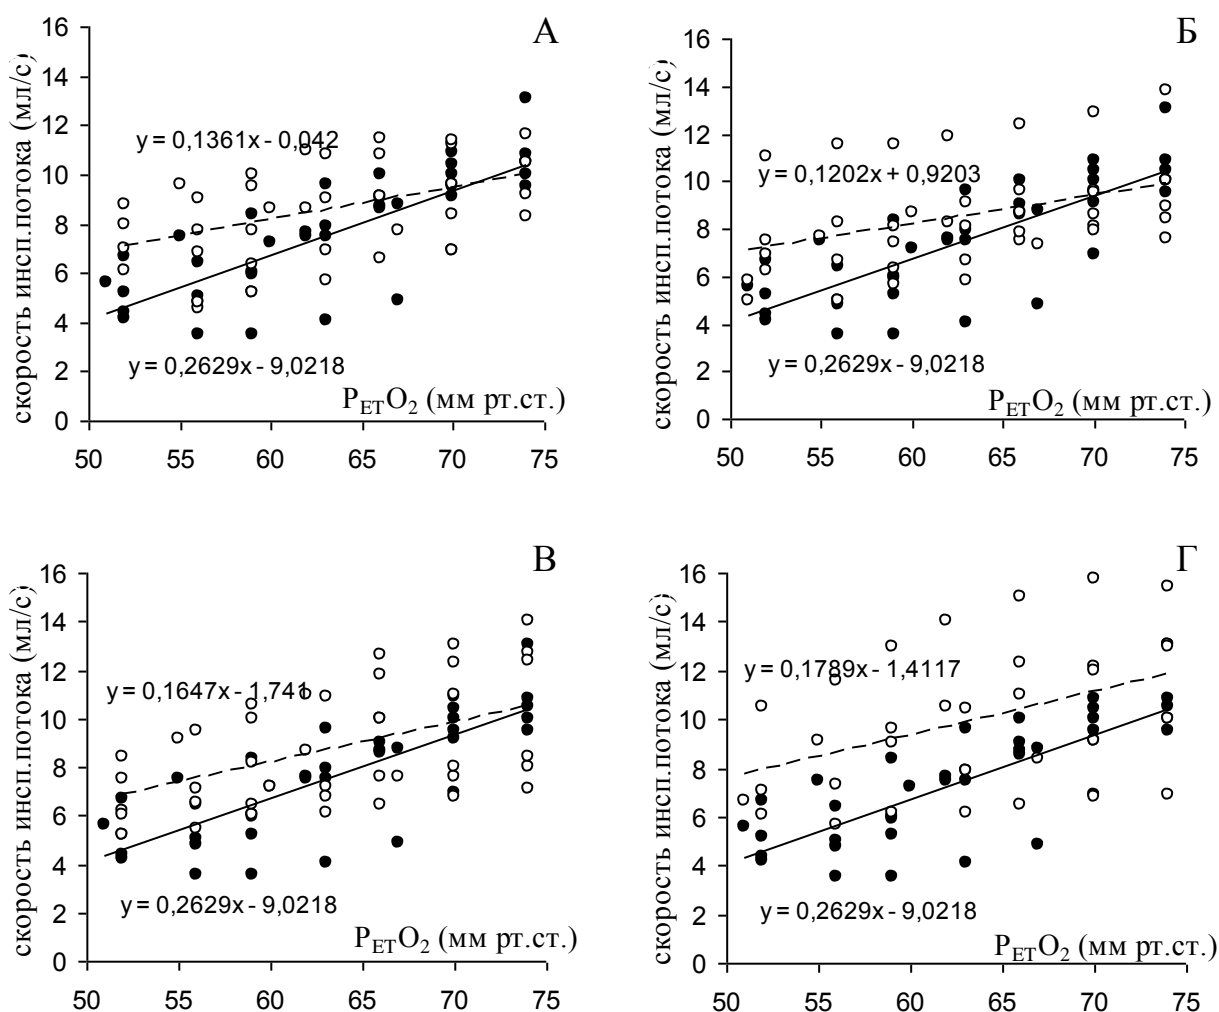 А
скорость инсп.потока (мл/с)
16
14
12
10
8
6
4
2
0
y = 0,1361x - 0,042
y = 0,2629x - 9,0218
PETO2 (мм рт.ст.)
50 55 60 65 70 75
Б
скорость инсп.потока (мл/с)
16
14
12
10
8
6
4
2
0
y = 0,1202x + 0,9203
y = 0,2629x - 9,0218
PETO2 (мм рт.ст.)
50 55 60 65 70 75
В
скорость инсп.потока (мл/с)
16
14
12
10
8
6
4
2
0
y = 0,1647x - 1,741
y = 0,2629x - 9,0218
PETO2 (мм рт.ст.)
50 55 60 65 70 75
Г
скорость инсп.потока (мл/с)
16
14
12
10
8
6
4
2
0
y = 0,1789x - 1,4117
y = 0,2629x - 9,0218
PETO2 (мм рт.ст.)
50 55 60 65 70 75